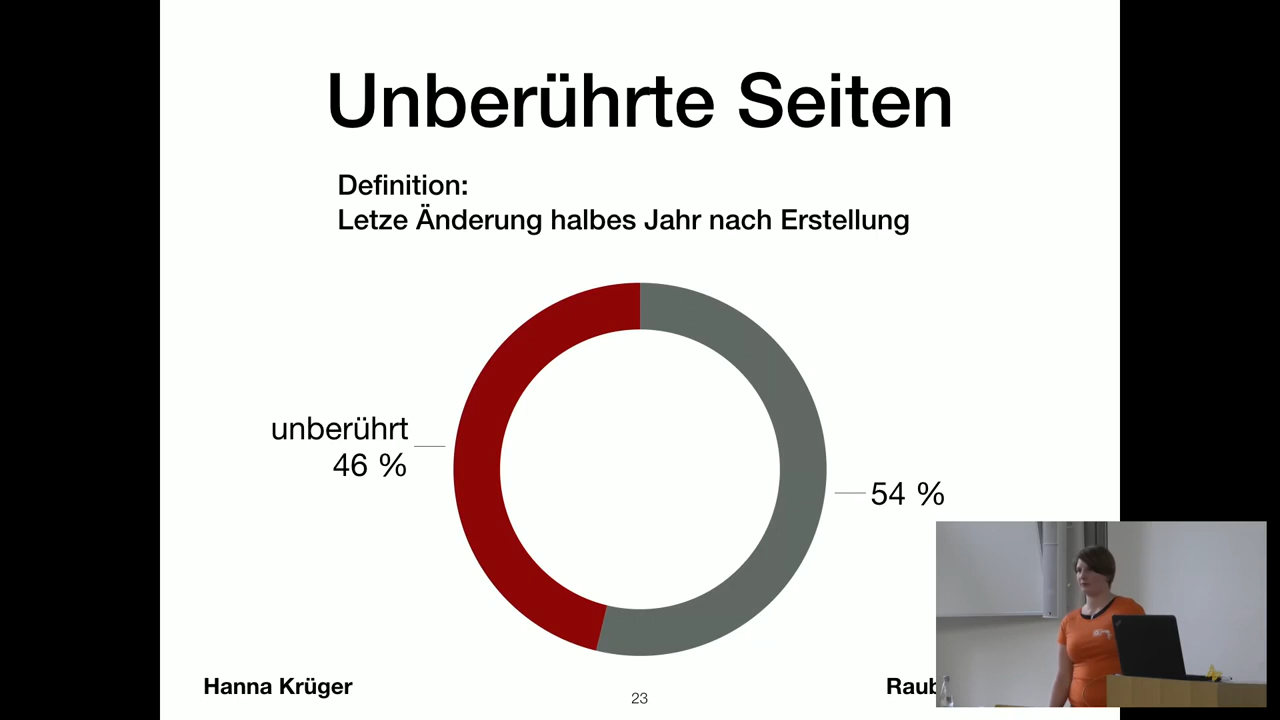 Unberührte Seiten
Definition:
Letze Änderung halbes Jahr nach Erstellung
unberührt
46 %
54 %
Hanna Krüger
23